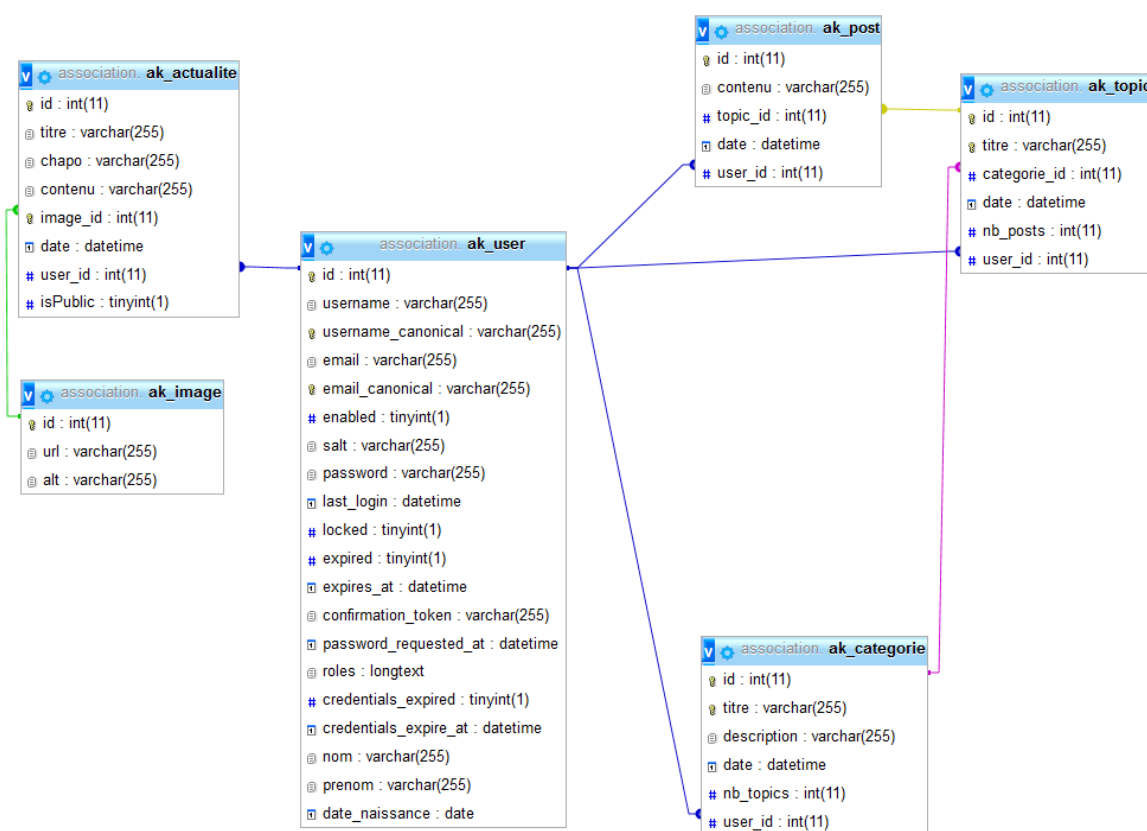 association. ak_actualite
id : int(11)
titre : varchar(255)
chapo : varchar(255)
contenu : varchar(255)
image_id : int(11)
date : datetime
user_id : int(11)
isPublic : tinyint(1)
association. ak_image
id : int(11)
url : varchar(255)
alt : varchar(255)
association. ak_user
id : int(11)
username : varchar(255)
username_canonical : varchar(255)
email : varchar(255)
email_canonical : varchar(255)
enabled : tinyint(1)
salt : varchar(255)
password : varchar(255)
last_login : datetime
locked : tinyint(1)
expired : tinyint(1)
expires_at : datetime
confirmation_token : varchar(255)
password_requested_at : datetime
roles : longtext
credentials_expired : tinyint(1)
credentials_expire_at : datetime
nom : varchar(255)
prenom : varchar(255)
date_naissance : date
association. ak_post
id : int(11)
contenu : varchar(255)
topic_id : int(11)
date : datetime
user_id : int(11)
association. ak_topic
id : int(11)
titre : varchar(255)
categorie_id : int(11)
date : datetime
nb_posts : int(11)
user_id : int(11)
association. ak_categorie
id : int(11)
titre : varchar(255)
description : varchar(255)
date : datetime
nb_topics : int(11)
user_id : int(11)